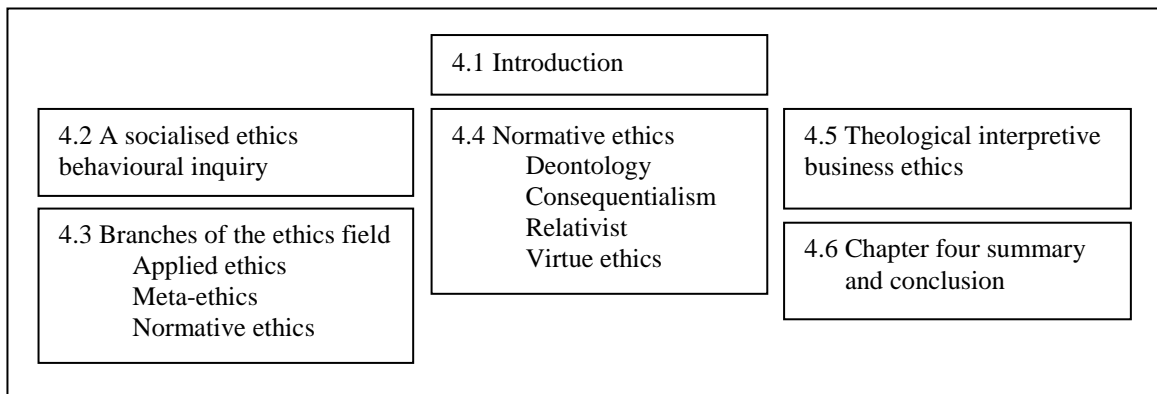 4.1 Introduction
4.2 A socialised ethics
behavioural inquiry
4.3 Branches of the ethics field
Applied ethics
Meta-ethics
Normative ethics
4.4 Normative ethics
Deontology
Consequentialism
Relativist
Virtue ethics
4.5 Theological interpretive
business ethics
4.6 Chapter four summary
and conclusion